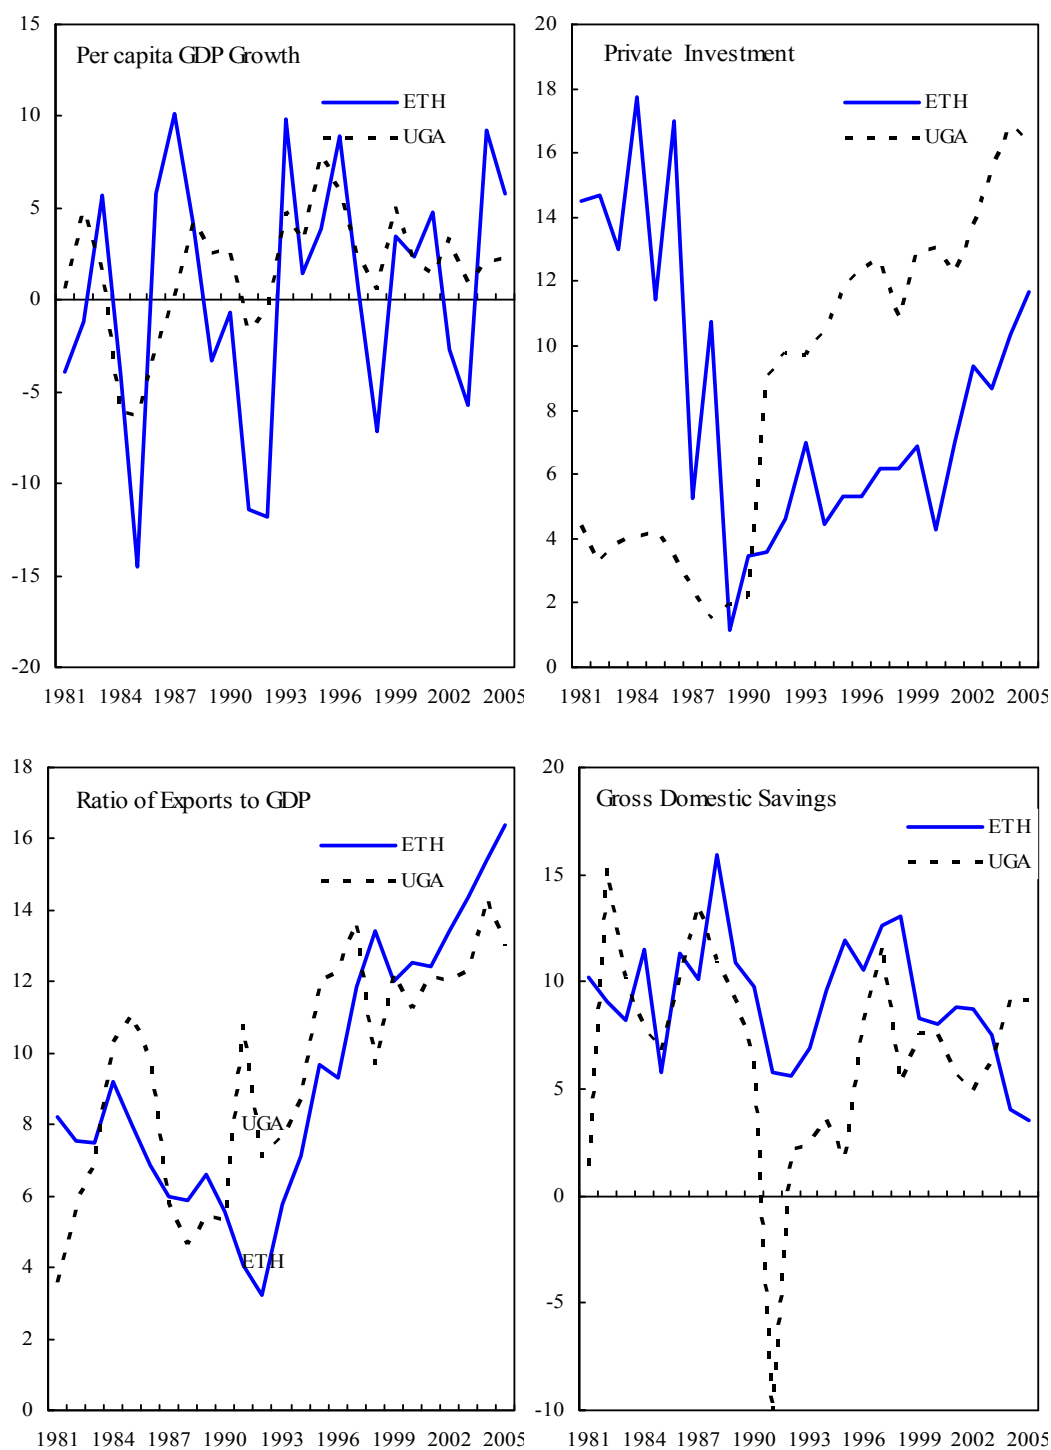 Per capita GDP Growth
ETH
UGA
15
10
5
0
-5
-10
-15
-20
1981 1984 1987 1990 1993 1996 1999 2002 2005
Private Investment
ETH
UGA
20
18
16
14
12
10
8
6
4
2
0
1981 1984 1987 1990 1993 1996 1999 2002 2005
Ratio of Exports to GDP
ETH
UGA
UGA
ETH
18
16
14
12
10
8
6
4
2
0
1981 1984 1987 1990 1993 1996 1999 2002 2005
Gross Domestic Savings
ETH
UGA
20
15
10
5
0
-5
-10
1981 1984 1987 1990 1993 1996 1999 2002 2005